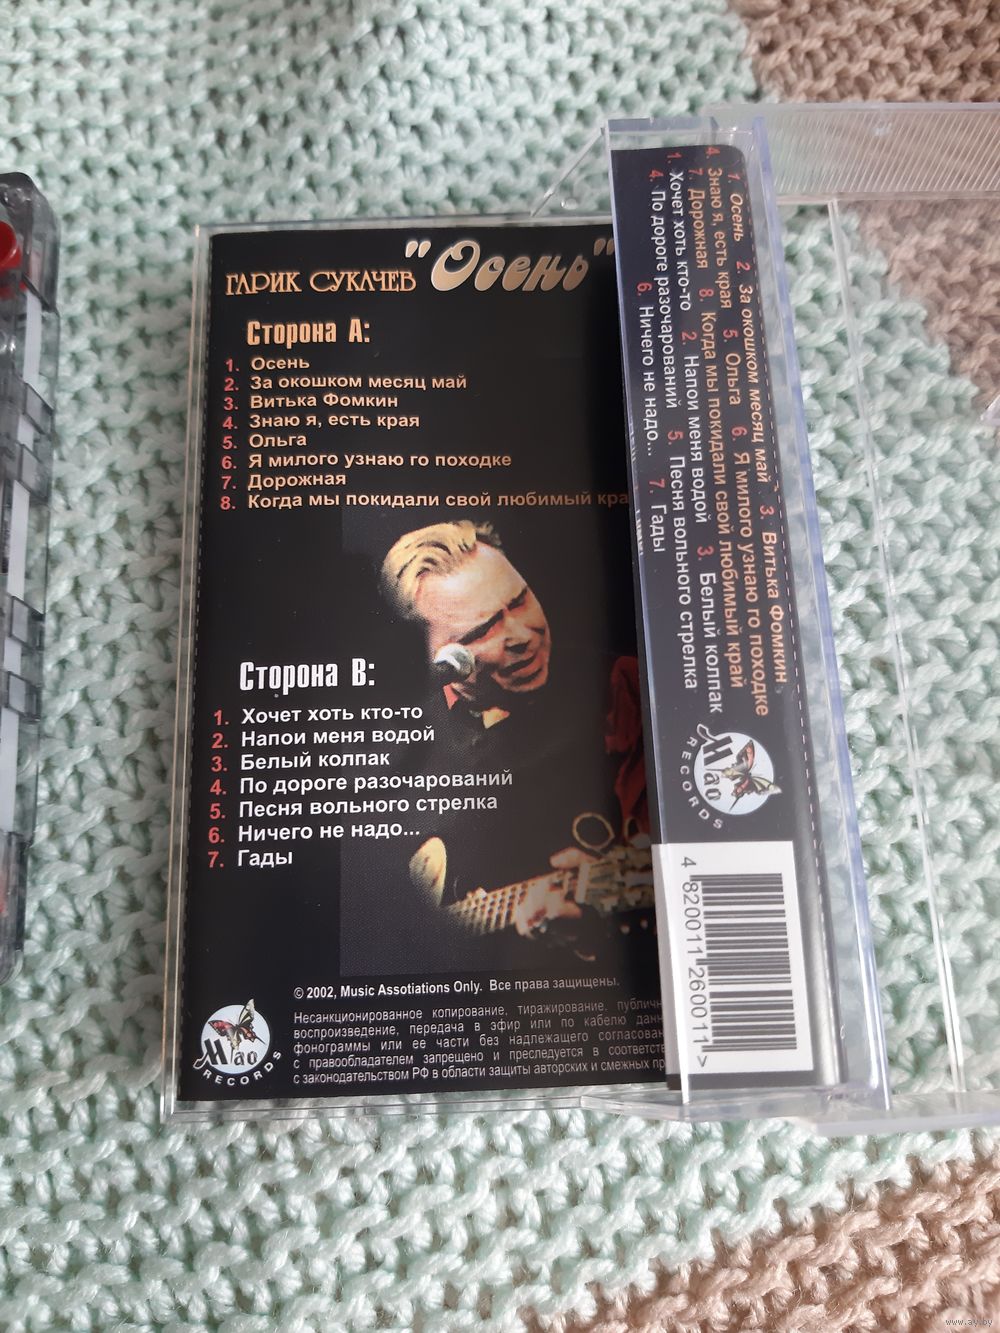 ГАРИК СУКАЧЕВ "Осень"
Сторона А:
1. Осень
2. За окошком месяц май
3. Витька Фомкин
4. Знаю я, есть края
5. Ольга
6. Я милого узнаю го походке
7. Дорожная
8. Когда мы покидали свой любимый кра
Сторона В:
1. Хочет хоть кто-то
2. Напои меня водой
3. Белый колпак
4. По дороге разочарований
5. Песня вольного стрелка
6. Ничего не надо...
7. Гады
© 2002, Music Assotiations Only. Все права защищены.
Несанкционированное копирование, тиражирование, публичн
воспроизведение, передача в эфир или по кабелю данн
фонограммы или ее части без надлежащего согласован
с правообладателем запрещено и преследуется в соответств
с законодательством РФ в области защиты авторских и смежных пр
Мао
RECORDS
1. Осень 2. За окошком месяц май 3. Витька Фомкин
4. Знаю я, есть края 5. Ольга 6. Я милого узнаю го походке
7. Дорожная 8. Когда мы покидали свой любимый край
1. Хочет хоть кто-то 2. Напои меня водой 3. Белый колпак
4. По дороге разочарований 5. Песня вольного стрелка
6. Ничего не надо... 7. Гады
Мао
RECORDS
4 820011 260011 >
www.ay.by